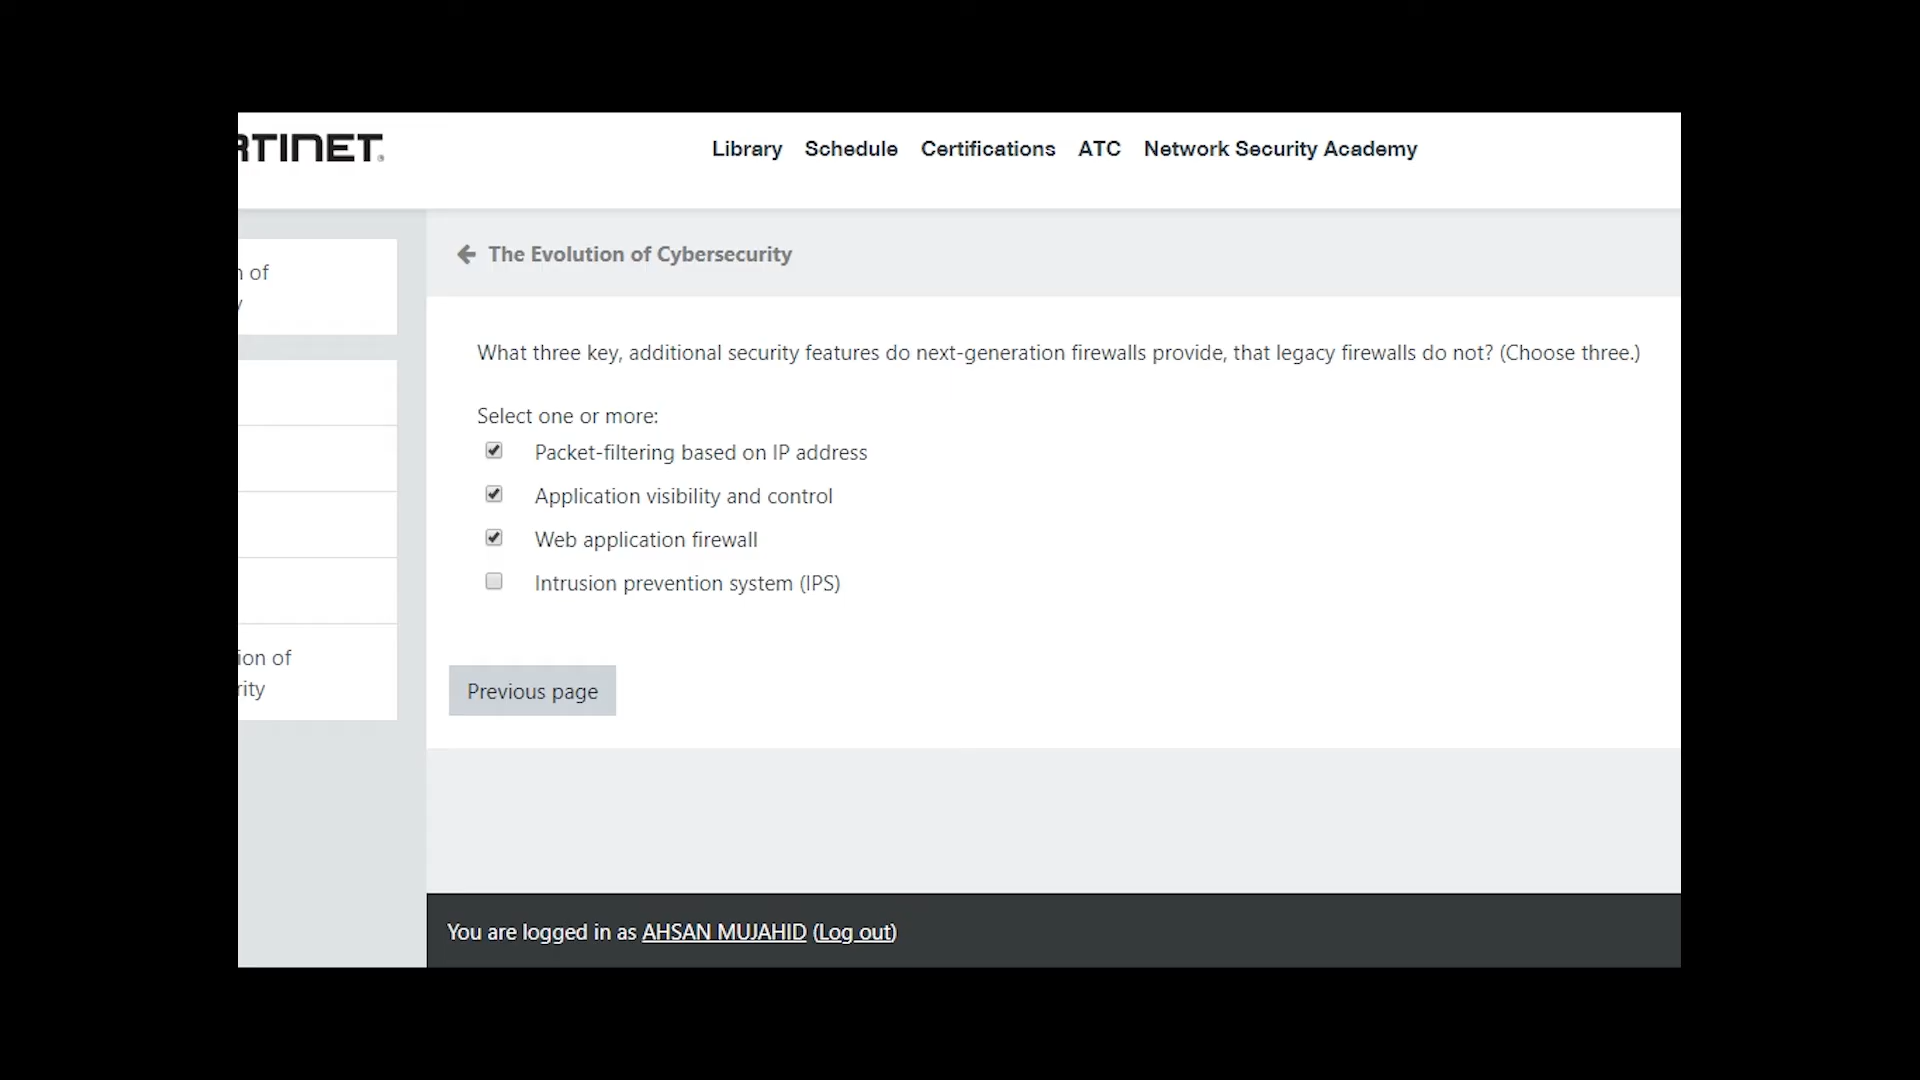 RTINET
Library Schedule Certifications ATC Network Security Academy
n of
y
The Evolution of Cybersecurity
What three key, additional security features do next-generation firewalls provide, that legacy firewalls do not? (Choose three.)
Select one or more:
Packet-filtering based on IP address
Application visibility and control
Web application firewall
Intrusion prevention system (IPS)
ion of
rity
Previous page
You are logged in as AHSAN MUJAHID (Log out)